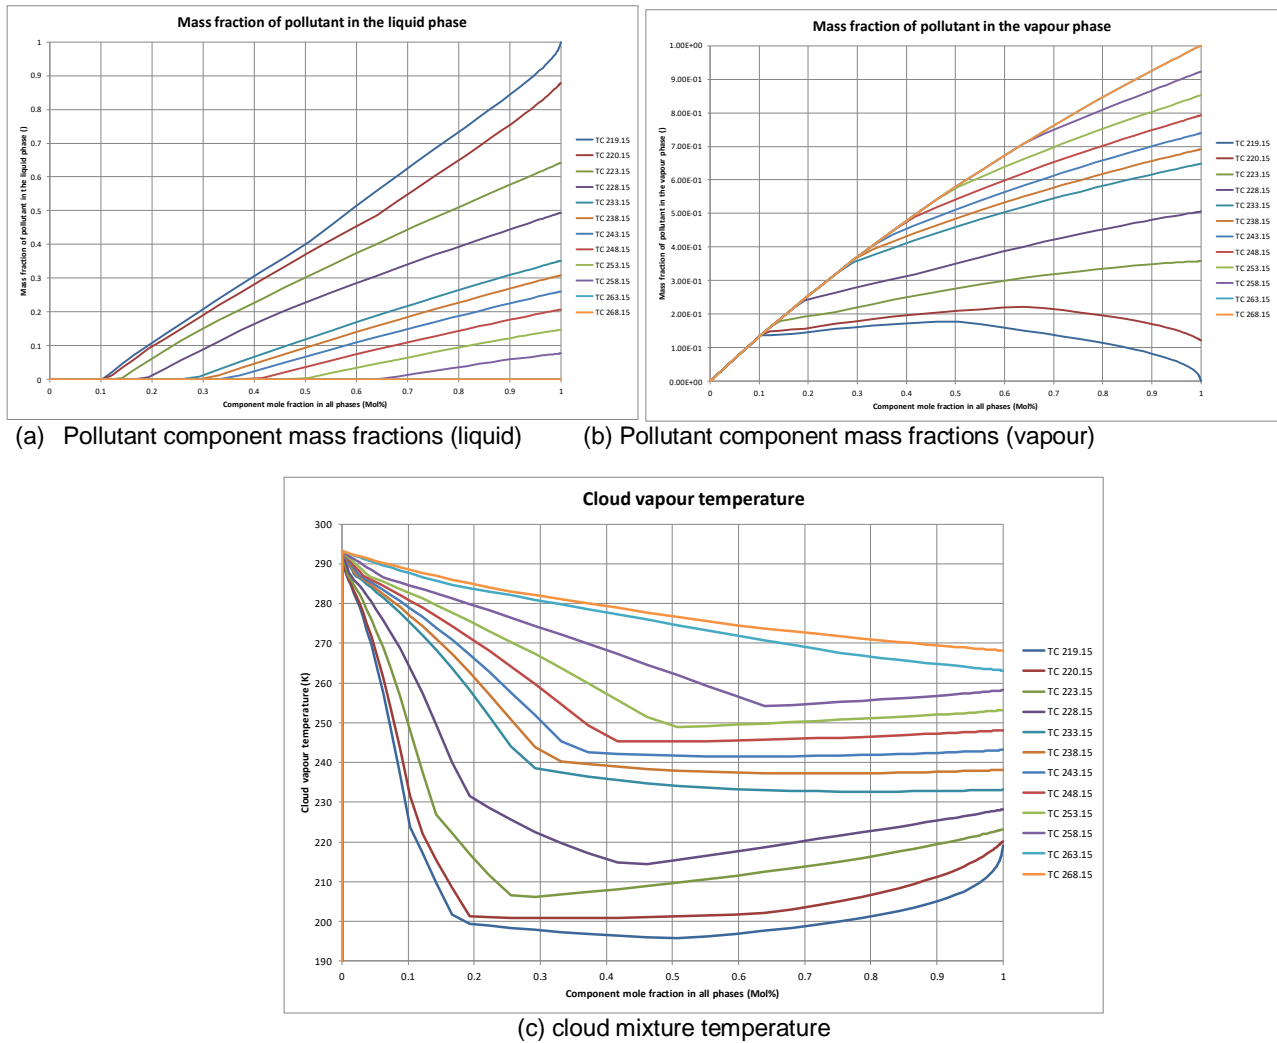 Mass fraction of pollutant in the liquid phase
Mass fraction of pollutant in the liquid phase ()
1
0.9
0.8
0.7
0.6
0.5
0.4
0.3
0.2
0.1
0
0 0.1 0.2 0.3 0.4 0.5 0.6 0.7 0.8 0.9 1
Component mole fraction in all phases (Mol%)
TC 219.15
TC 220.15
TC 223.15
TC 228.15
TC 233.15
TC 238.15
TC 243.15
TC 248.15
TC 253.15
TC 258.15
TC 263.15
TC 268.15
(a) Pollutant component mass fractions (liquid)
Mass fraction of pollutant in the vapour phase
Mass fraction of pollutant in the vapour phase ()
1.00E+00
9.00E-01
8.00E-01
7.00E-01
6.00E-01
5.00E-01
4.00E-01
3.00E-01
2.00E-01
1.00E-01
0.00E+00
0 0.1 0.2 0.3 0.4 0.5 0.6 0.7 0.8 0.9 1
Component mole fraction in all phases (Mol%)
TC 219.15
TC 220.15
TC 223.15
TC 228.15
TC 233.15
TC 238.15
TC 243.15
TC 248.15
TC 253.15
TC 258.15
TC 263.15
TC 268.15
(b) Pollutant component mass fractions (vapour)
Cloud vapour temperature
Cloud vapour temperature (K)
300
290
280
270
260
250
240
230
220
210
200
190
0 0.1 0.2 0.3 0.4 0.5 0.6 0.7 0.8 0.9 1
Component mole fraction in all phases (Mol%)
TC 219.15
TC 220.15
TC 223.15
TC 228.15
TC 233.15
TC 238.15
TC 243.15
TC 248.15
TC 253.15
TC 258.15
TC 263.15
TC 268.15
(c) cloud mixture temperature